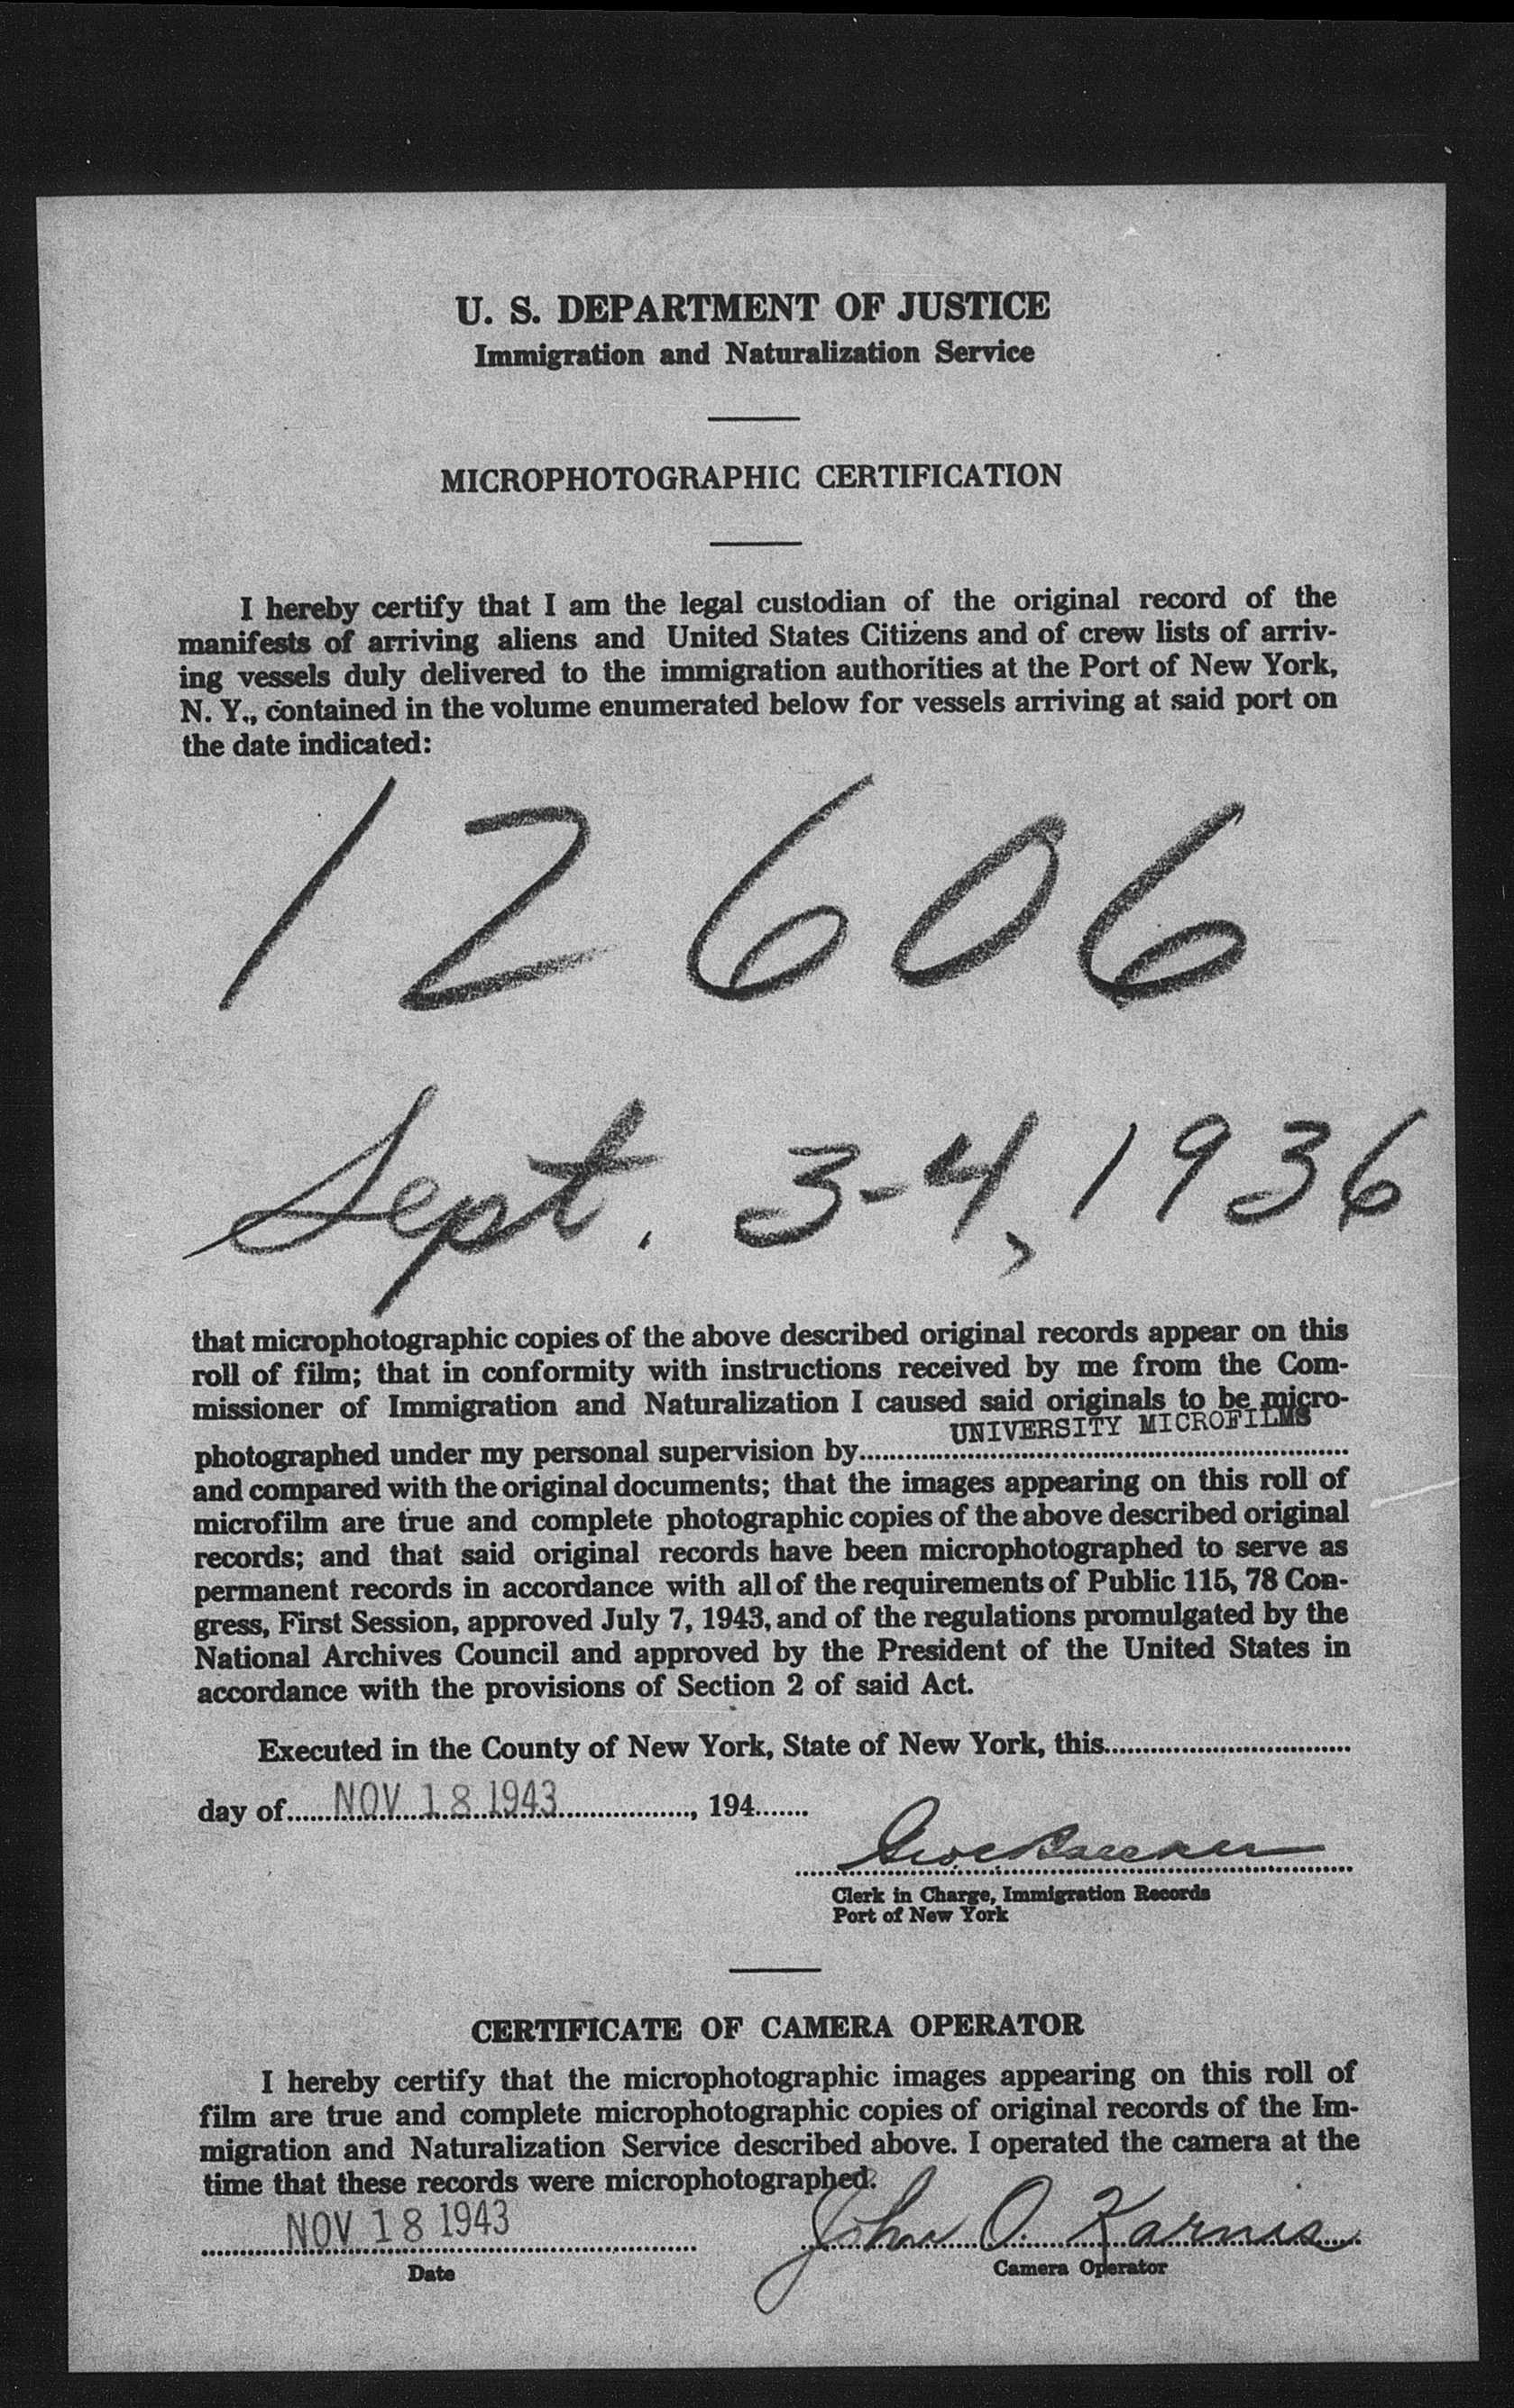 U. S. DEPARTMENT OF JUSTICE
Immigration and Naturalization Service
MICROPHOTOGRAPHIC CERTIFICATION
I hereby certify that I am the legal custodian of the original record of the
manifests of arriving aliens and United States Citizens and of crew lists of arriv-
ing vessels duly delivered to the immigration authorities at the Port of New York,
N. Y., contained in the volume enumerated below for vessels arriving at said port on
the date indicated:
12606
Sept. 3-4, 1936
that microphotographic copies of the above described original records appear on this
roll of film; that in conformity with instructions received by me from the Com-
missioner of Immigration and Naturalization I caused said originals to be micro-
UNIVERSITY MICROFILMS
photographed under my personal supervision by
and compared with the original documents; that the images appearing on this roll of
microfilm are true and complete photographic copies of the above described original
records; and that said original records have been microphotographed to serve as
permanent records in accordance with all of the requirements of Public 115, 78 Con-
gress, First Session, approved July 7, 1943, and of the regulations promulgated by the
National Archives Council and approved by the President of the United States in
accordance with the provisions of Section 2 of said Act.
Executed in the County of New York, State of New York, this
day of NOV 18 1943, 194
Clerk in Charge, Immigration Records
Port of New York
CERTIFICATE OF CAMERA OPERATOR
I hereby certify that the microphotographic images appearing on this roll of
film are true and complete microphotographic copies of original records of the Im-
migration and Naturalization Service described above. I operated the camera at the
time that these records were microphotographed.
NOV 18 1943 John O. Karnis
Date Camera Operator